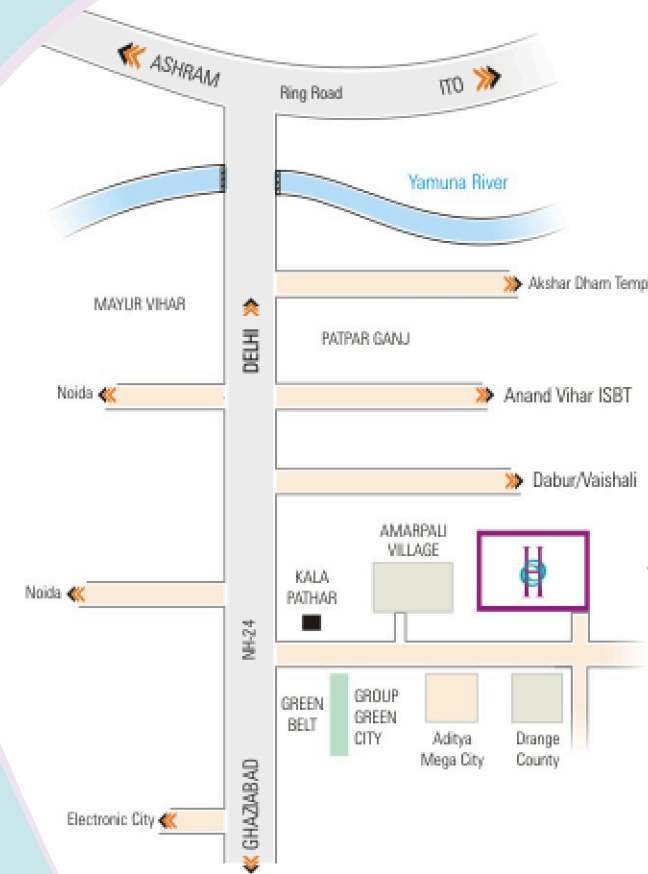 ASHRAM
Ring Road
ITO
Yamuna River
Akshar Dham Templ
MAYUR VIHAR
DELHI
PATPAR GANJ
Noida
Anand Vihar ISBT
Dabur/Vaishali
AMARPALI
VILLAGE
H
KALA
PATHAR
Noida
NH-24
GREEN
BELT
GROUP
GREEN
CITY
Aditya
Mega City
Drange
County
Electronic City
GHAZIABAD